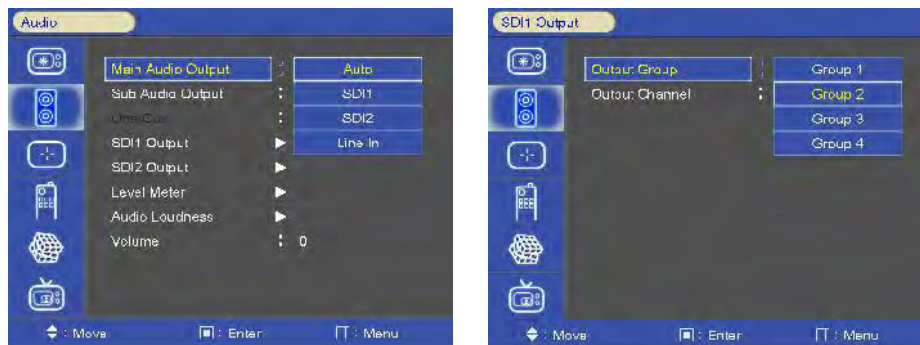 Audio
Main Audio Output : Auto
Sub Audio Output : SDI1
: SDI2
SDI1 Output ▶ Line In
SDI2 Output ▶
Level Meter ▶
Audio Loudness ▶
Volume : 0
: Move : Enter : Menu
SDI1 Output
Output Group : Group 1
Output Channel : Group 2
Group 3
Group 4
: Move : Enter : Menu